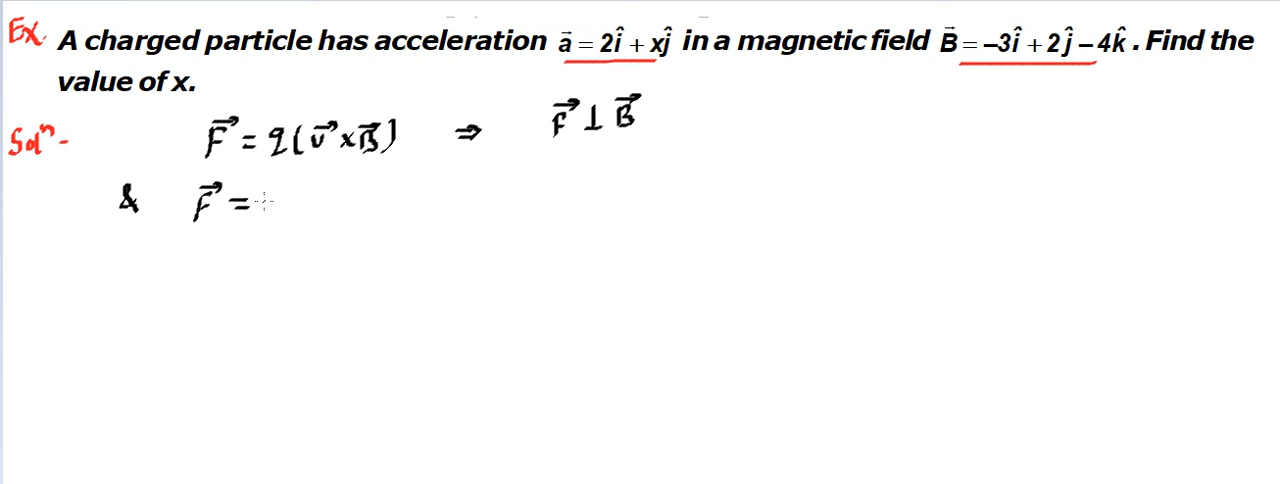 Ex. A charged particle has acceleration a⃗ = 2î + xĵ in a magnetic field B⃗ = –3î + 2ĵ – 4k̂ . Find the
value of x.
Solⁿ - F⃗ = q(v⃗ × B⃗) ⇒ F⃗ ⊥ B⃗
& F⃗ =